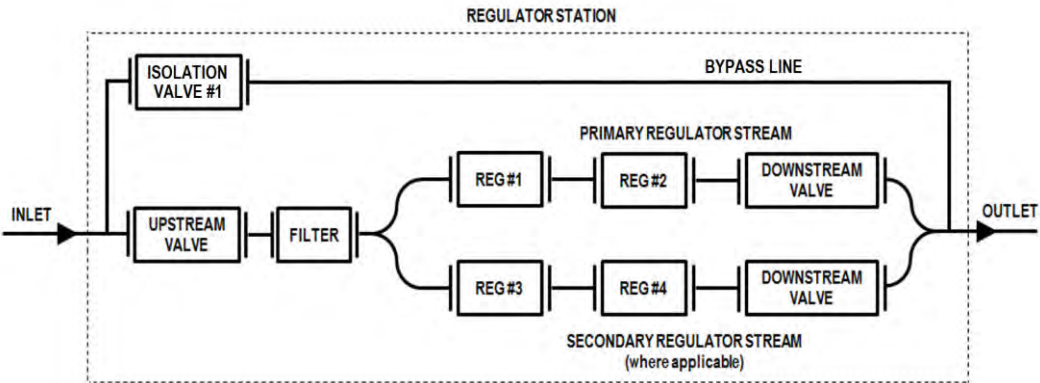 REGULATOR STATION
ISOLATION
VALVE #1
BYPASS LINE
PRIMARY REGULATOR STREAM
REG #1
REG #2
DOWNSTREAM
VALVE
INLET
UPSTREAM
VALVE
FILTER
OUTLET
REG #3
REG #4
DOWNSTREAM
VALVE
SECONDARY REGULATOR STREAM
(where applicable)